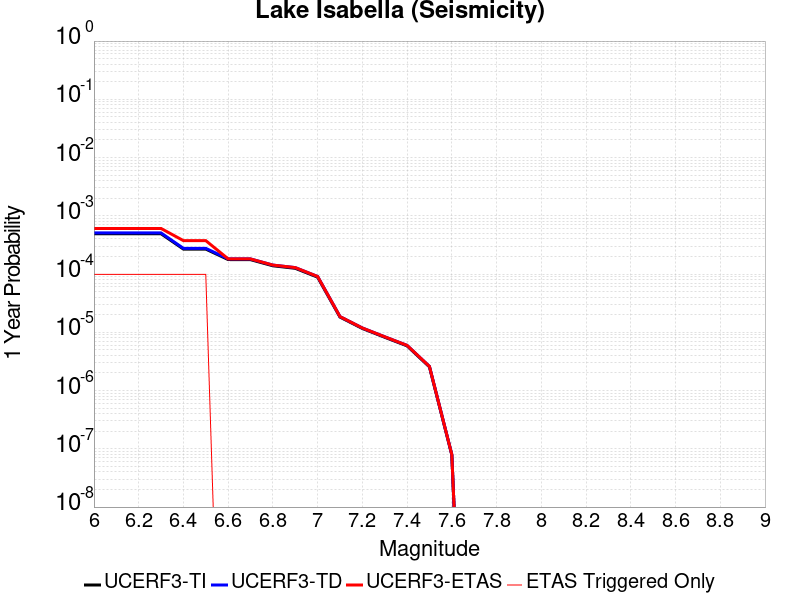 Lake Isabella (Seismicity)
10^0
10^-1
10^-2
10^-3
10^-4
10^-5
10^-6
10^-7
10^-8
1 Year Probability
6 6.2 6.4 6.6 6.8 7 7.2 7.4 7.6 7.8 8 8.2 8.4 8.6 8.8 9
Magnitude
UCERF3-TI UCERF3-TD UCERF3-ETAS ETAS Triggered Only